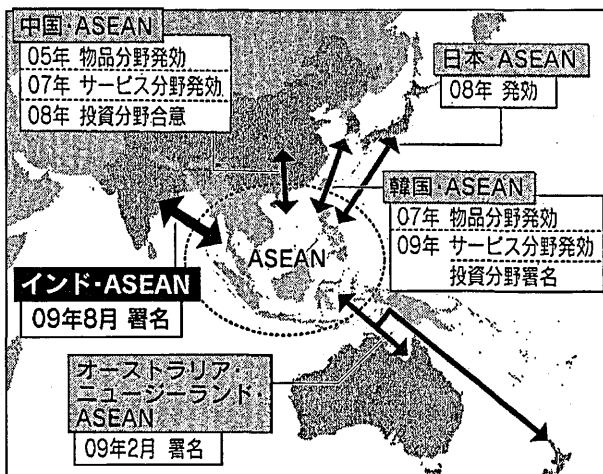 中国・ASEAN
05年 物品分野発効
07年 サービス分野発効
08年 投資分野合意
日本・ASEAN
08年 発効
韓国・ASEAN
07年 物品分野発効
09年 サービス分野発効
投資分野署名
ASEAN
インド・ASEAN
09年8月 署名
オーストラリア・
ニュージーランド・
ASEAN
09年2月 署名